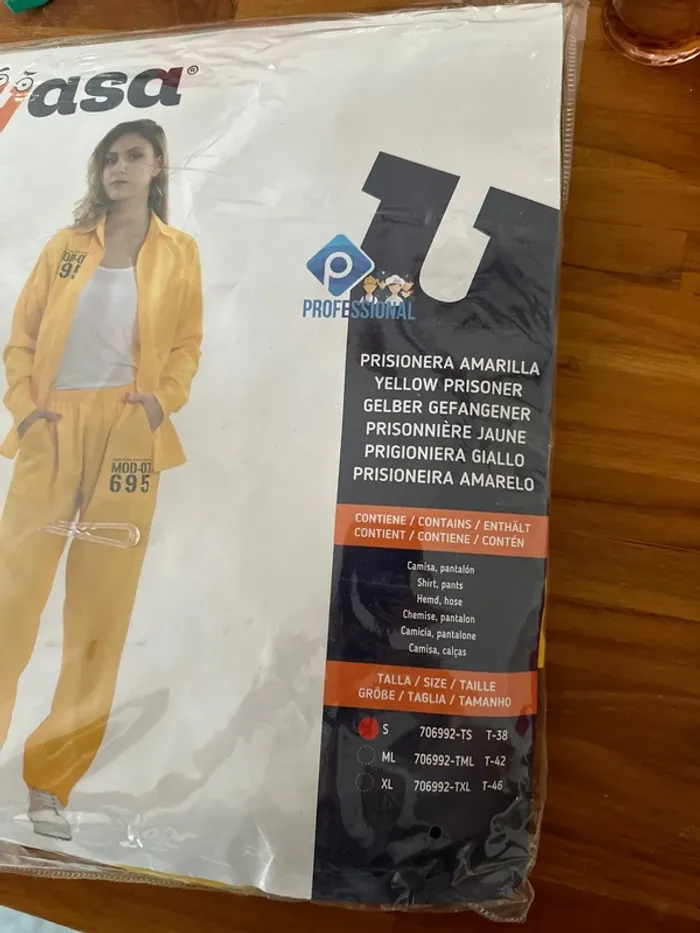 asa®
PROFESSIONAL
PRISIONERA AMARILLA
YELLOW PRISONER
GELBER GEFANGENER
PRISONNIÈRE JAUNE
PRIGIONIERA GIALLO
PRISIONEIRA AMARELO
CONTIENE / CONTAINS / ENTHÄLT
CONTIENT / CONTIENE / CONTÉN
Camisa, pantalón
Shirt, pants
Hemd, hose
Chemise, pantalon
Camicia, pantalone
Camisa, calças
TALLA / SIZE / TAILLE
GRÖBE / TAGLIA / TAMANHO
S 706992-TS T-38
ML 706992-TML T-42
XL 706992-TXL T-46
MOD-07
695